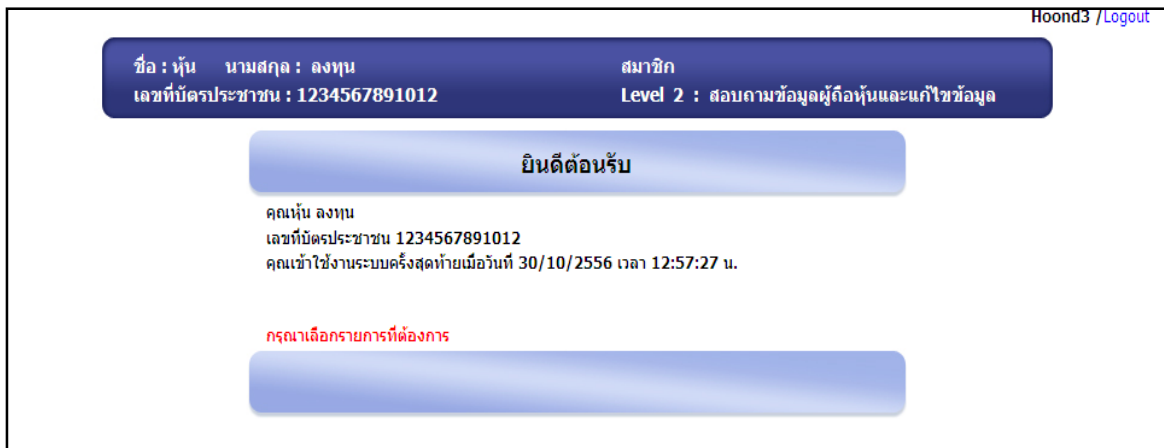 Hoond3 /Logout
ชื่อ : หุ้น นามสกุล : ลงทุน สมาชิก
เลขที่บัตรประชาชน : 1234567891012 Level 2 : สอบถามข้อมูลผู้ถือหุ้นและแก้ไขข้อมูล
ยินดีต้อนรับ
คุณหุ้น ลงทุน
เลขที่บัตรประชาชน 1234567891012
คุณเข้าใช้งานระบบครั้งสุดท้ายเมื่อวันที่ 30/10/2556 เวลา 12:57:27 น.
กรุณาเลือกรายการที่ต้องการ